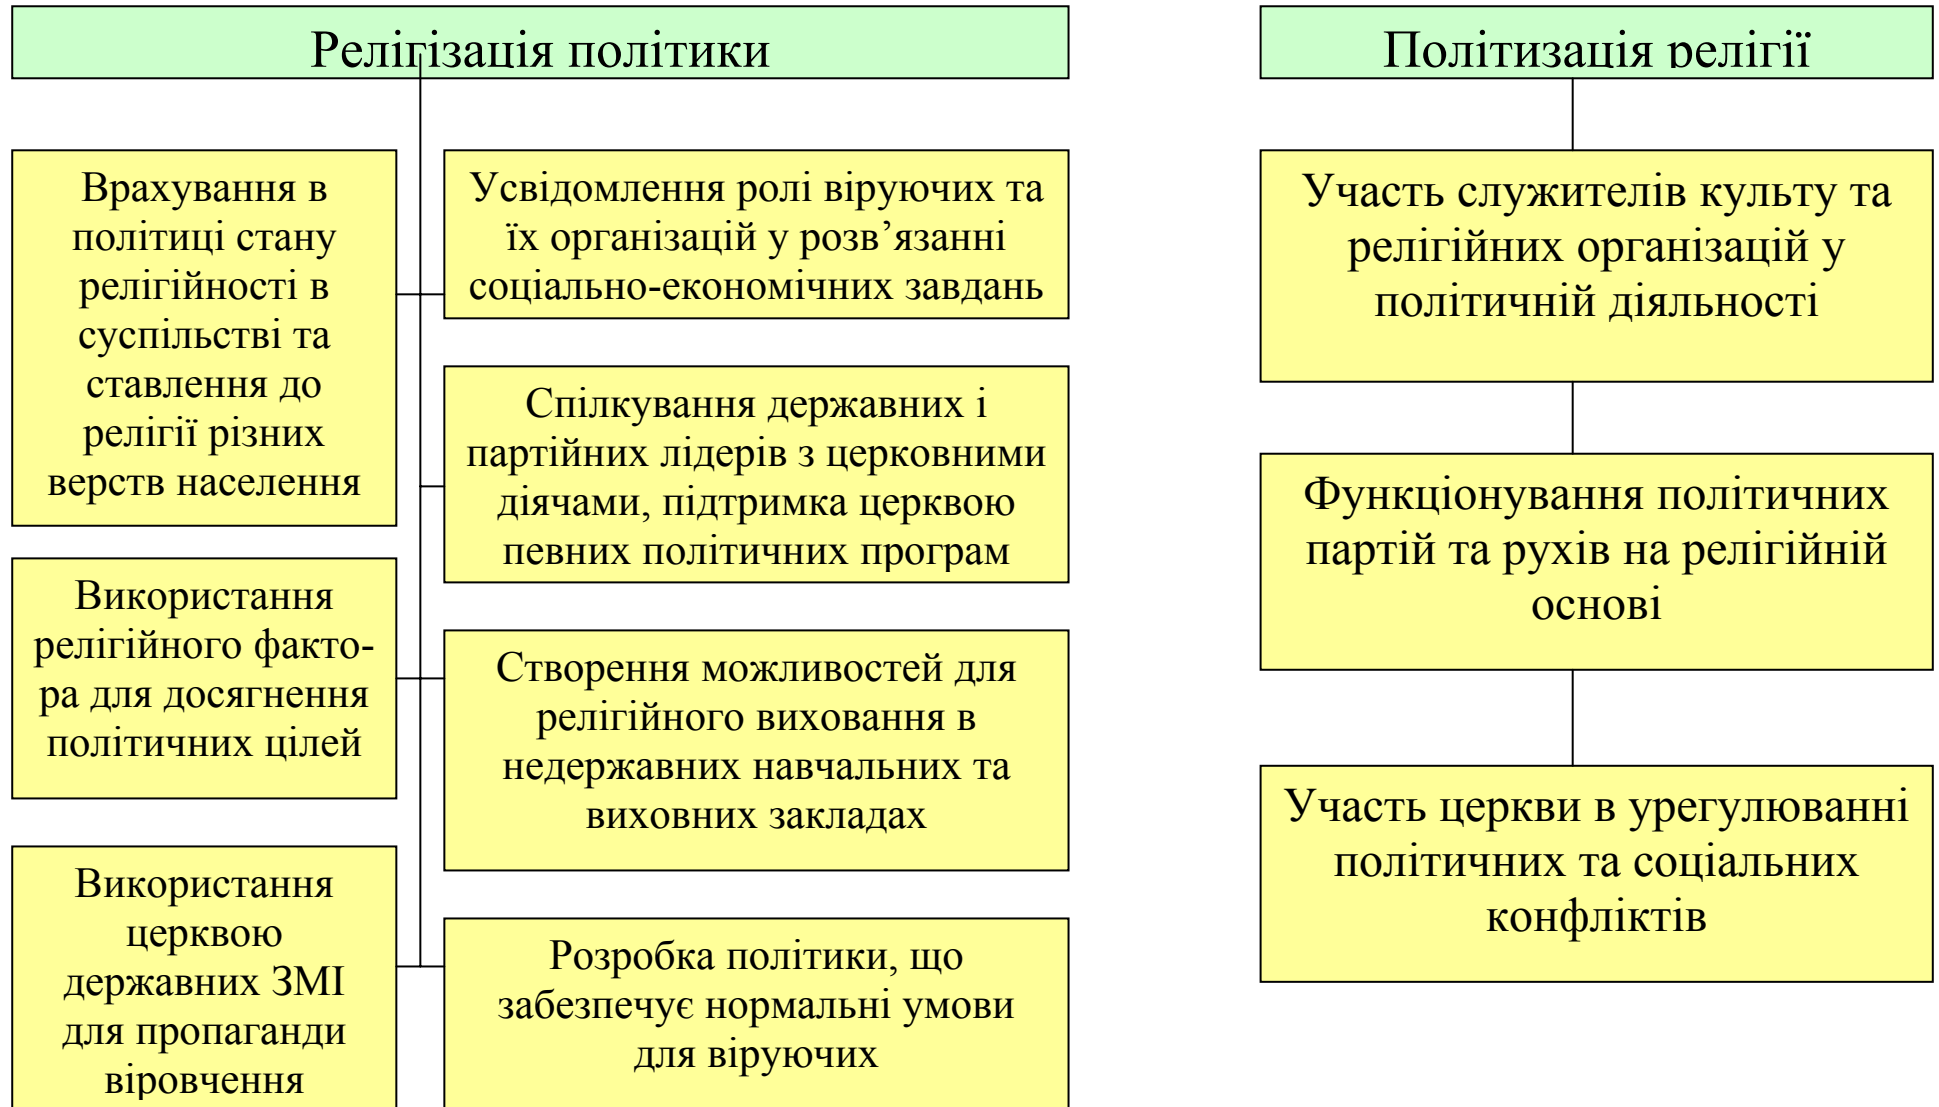 Релігізація політики
Врахування в
політиці стану
релігійності в
суспільстві та
ставлення до
релігії різних
верств населення
Використання
релігійного факто-
ра для досягнення
політичних цілей
Використання
церквою
державних ЗМІ
для пропаганди
віровчення
Усвідомлення ролі віруючих та
їх організацій у розв’язанні
соціально-економічних завдань
Спілкування державних і
партійних лідерів з церковними
діячами, підтримка церквою
певних політичних програм
Створення можливостей для
релігійного виховання в
недержавних навчальних та
виховних закладах
Розробка політики, що
забезпечує нормальні умови
для віруючих
Політизація релігії
Участь служителів культу та
релігійних організацій у
політичній діяльності
Функціонування політичних
партій та рухів на релігійній
основі
Участь церкви в урегулюванні
політичних та соціальних
конфліктів